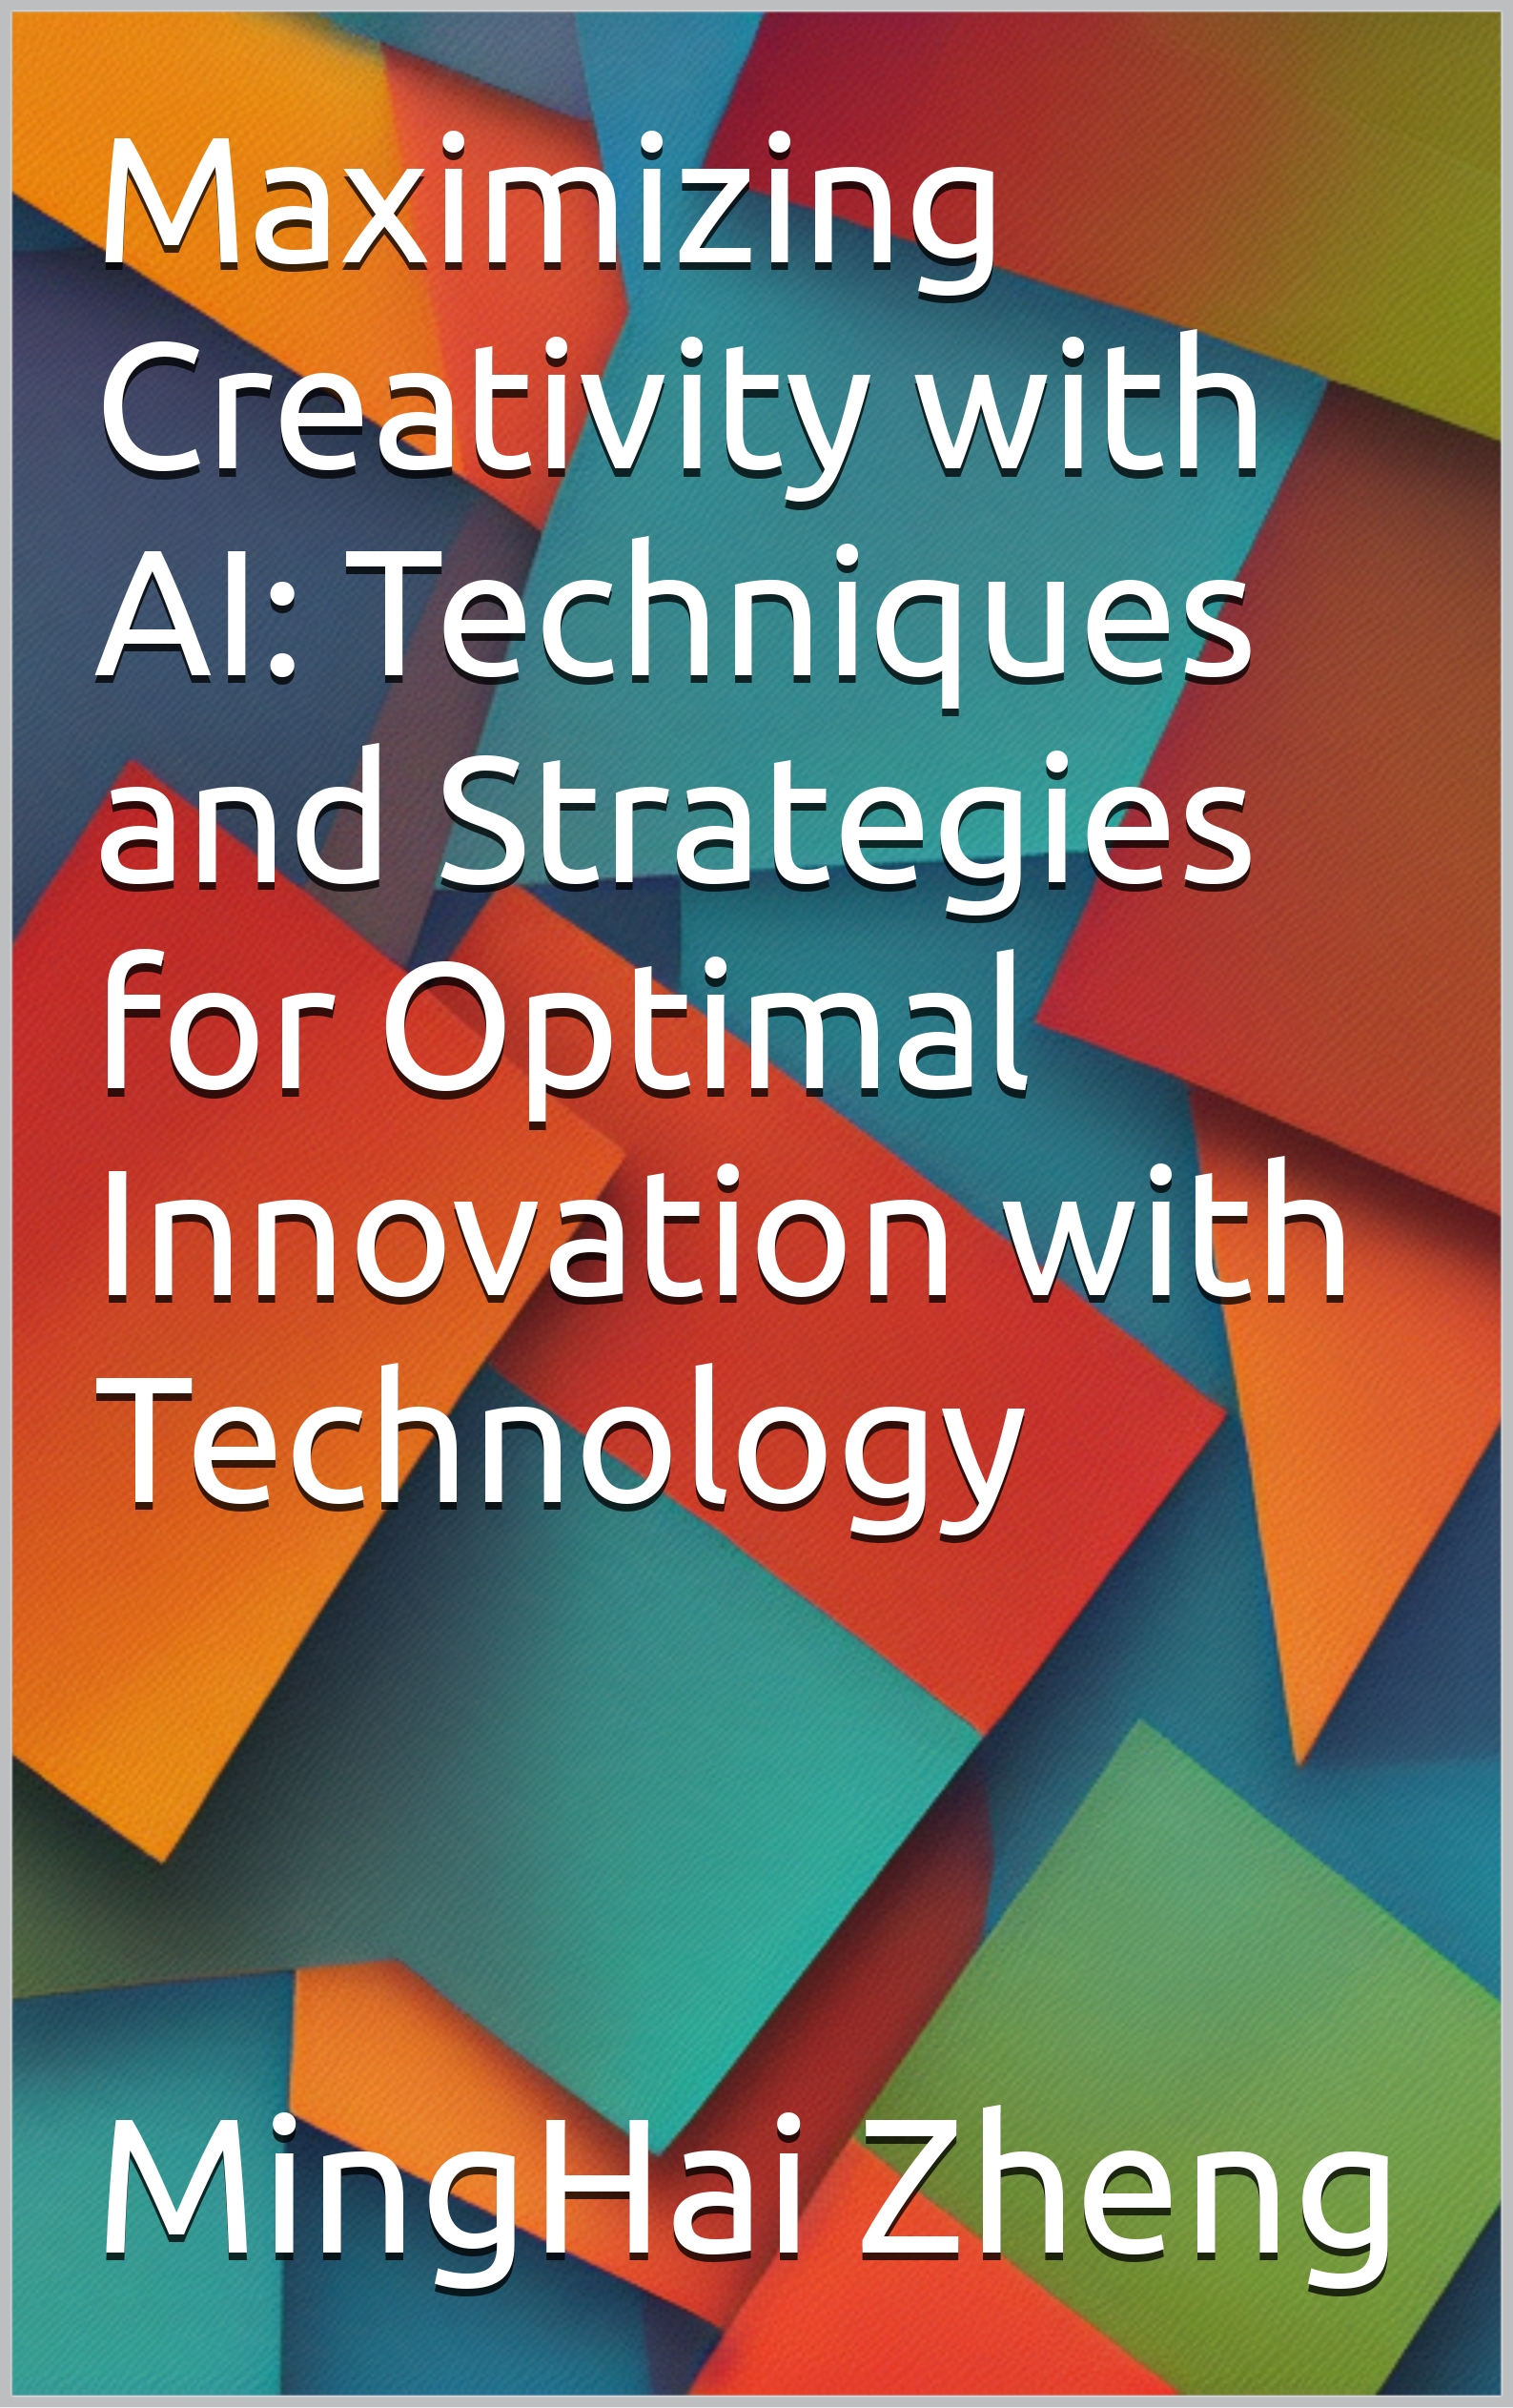 Maximizing
Creativity with
AI: Techniques
and Strategies
for Optimal
Innovation with
Technology
MingHai Zheng